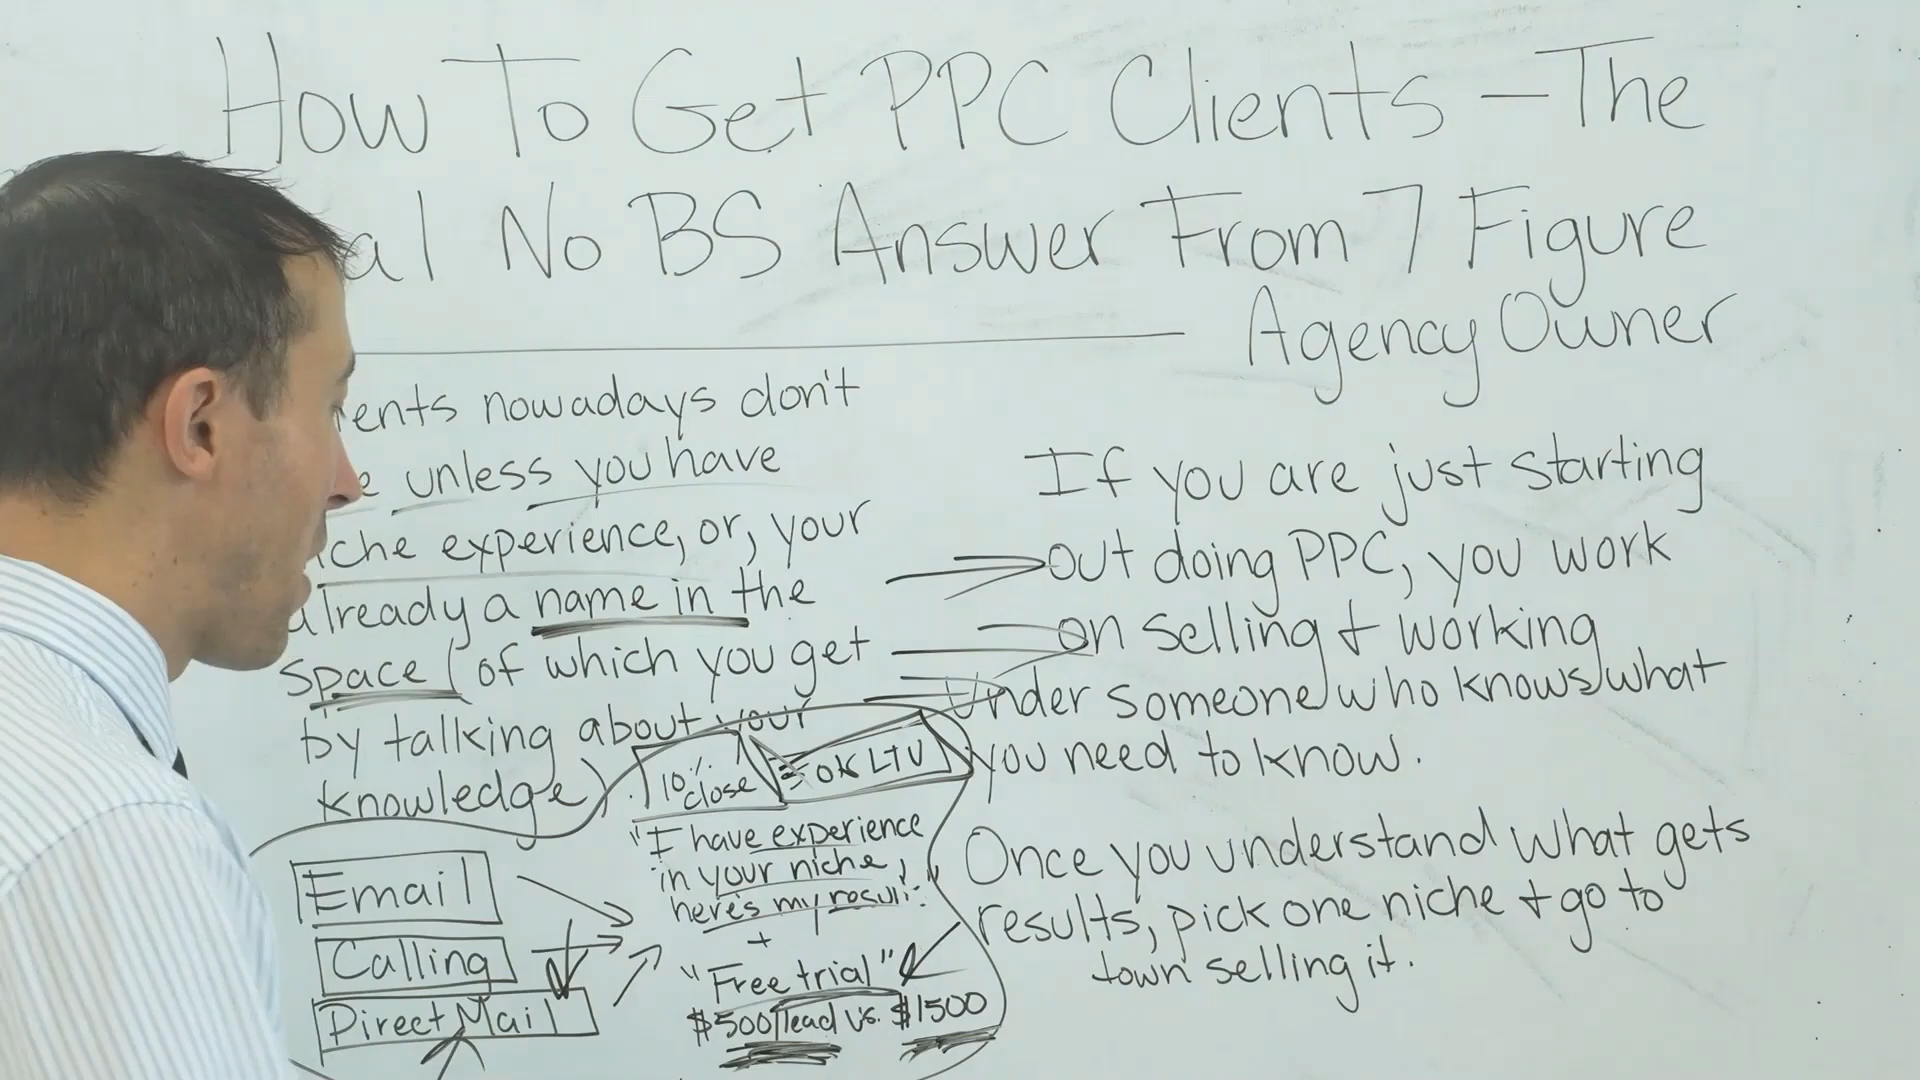 How To Get PPC Clients - The
al No BS Answer From 7 Figure
Agency Owner
ents nowadays don't
e unless you have
che experience, or, your
already a name in the
space (of which you get
by talking about your
knowledge).
10% close
OK LTV
"I have experience
in your niche,
here's my result"
+
"Free trial"
$500/lead vs. $1500
Email
Calling
Direct Mail
If you are just starting
out doing PPC, you work
on selling + working
under someone who knows what
you need to know.
Once you understand what gets
results, pick one niche + go to
town selling it.